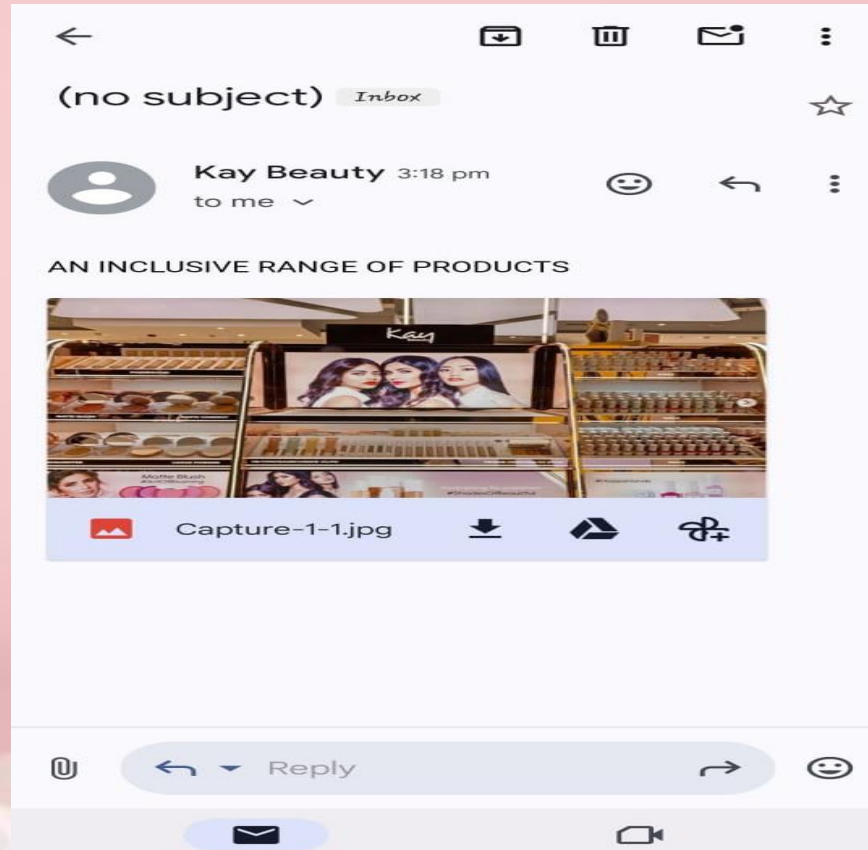 (no subject) Inbox
Kay Beauty 3:18 pm
to me
AN INCLUSIVE RANGE OF PRODUCTS
Kay
Matte Blush
Capture-1-1.jpg
Reply